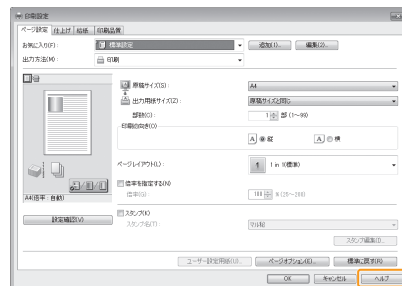 印刷設定
ページ設定 仕上げ 給紙 印刷品質
お気に入り(F): 標準設定 追加(1)... 編集(2)...
出力方法(M): 印刷
原稿サイズ(S): A4
出力用紙サイズ(Z): 原稿サイズと同じ
部数(C): 1 部 (1～99)
印刷の向き(O)
A 縦 A 横
ページレイアウト(L): 1 1 in 1(標準)
倍率を指定する(N)
倍率(G): 100 % (25～200)
A4(倍率: 自動)
スタンプ(K)
設定確認(V) スタンプ名(T): マル秘
スタンプ編集(I)...
ユーザー設定用紙(U)... ページオプション(E)... 標準に戻す(R)
OK キャンセル ヘルプ